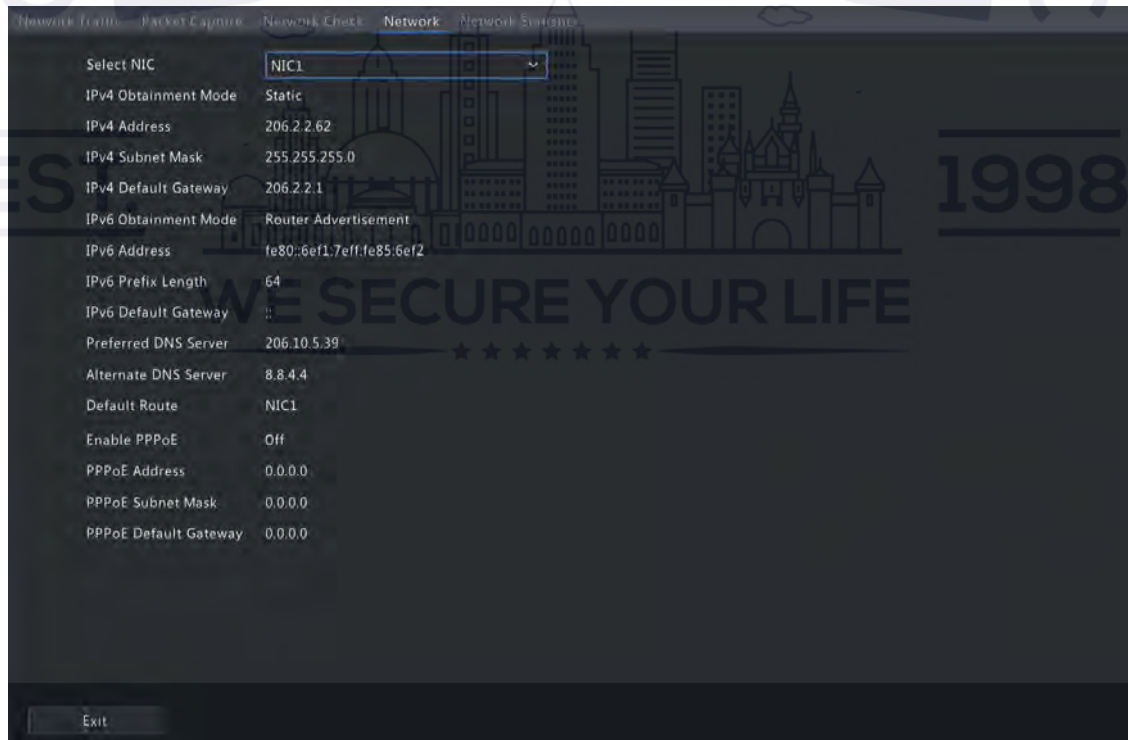 Network Traffic Packet Capture Network Check Network Network Statistics
Select NIC NIC1
IPv4 Obtainment Mode Static
IPv4 Address 206.2.2.62
IPv4 Subnet Mask 255.255.255.0
IPv4 Default Gateway 206.2.2.1
IPv6 Obtainment Mode Router Advertisement
IPv6 Address fe80::6ef1:7eff:fe85:6ef2
IPv6 Prefix Length 64
IPv6 Default Gateway ::
Preferred DNS Server 206.10.5.39
Alternate DNS Server 8.8.4.4
Default Route NIC1
Enable PPPoE Off
PPPoE Address 0.0.0.0
PPPoE Subnet Mask 0.0.0.0
PPPoE Default Gateway 0.0.0.0
Exit
EST. 1998
WE SECURE YOUR LIFE